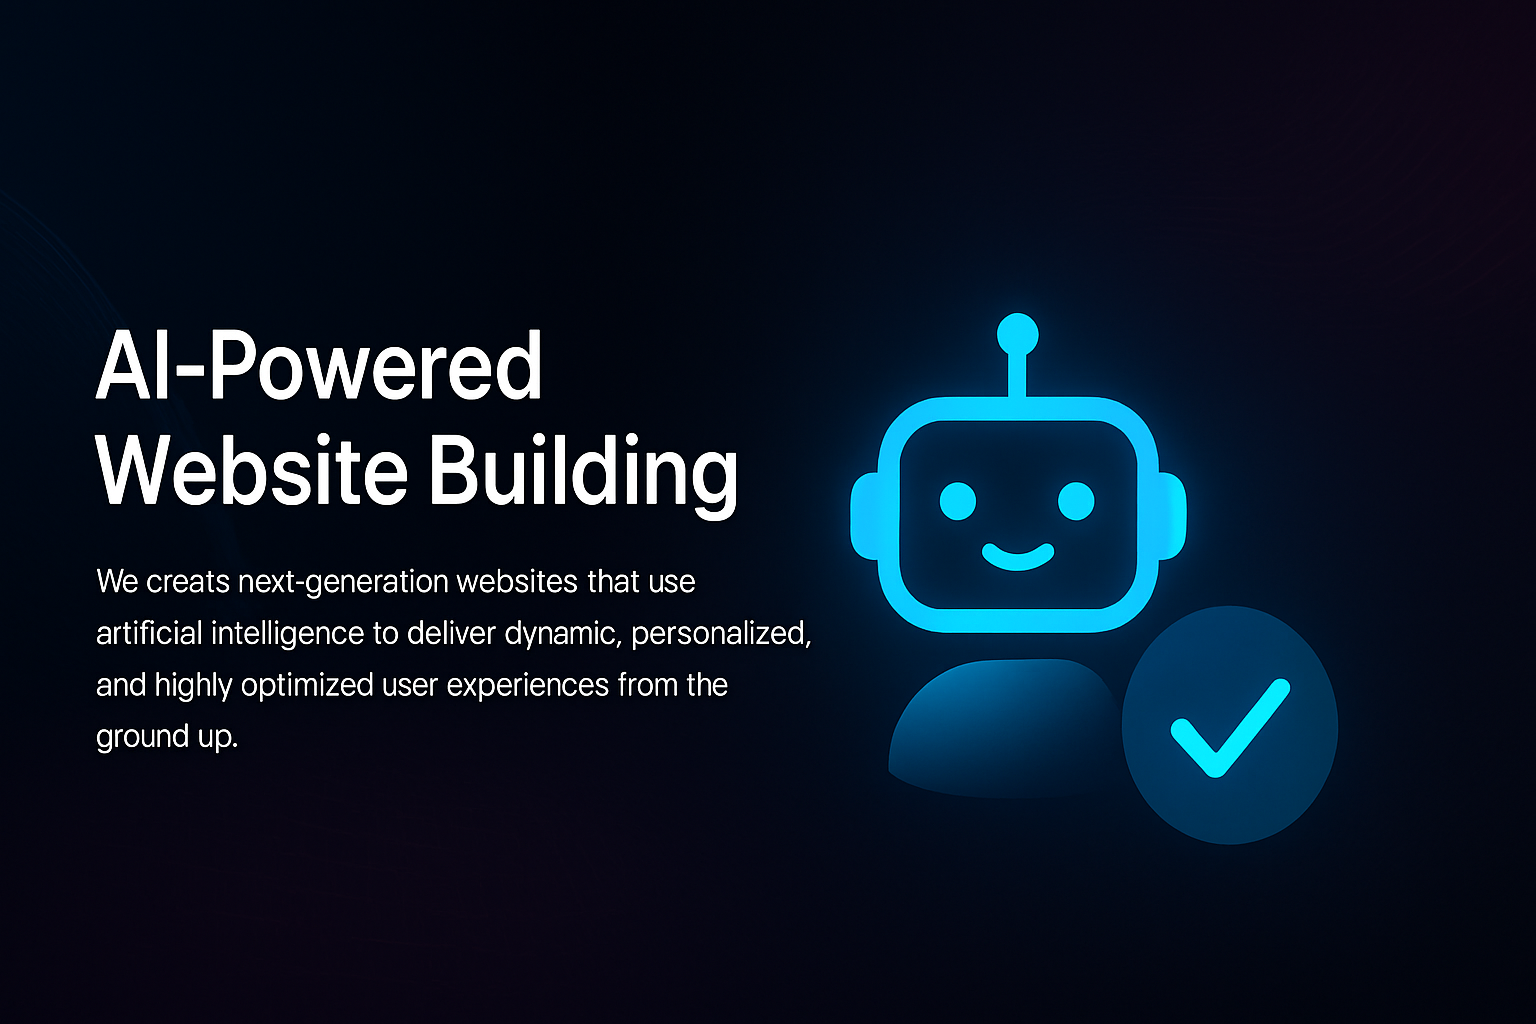 AI-Powered
Website Building
We creats next-generation websites that use
artificial intelligence to deliver dynamic, personalized,
and highly optimized user experiences from the
ground up.